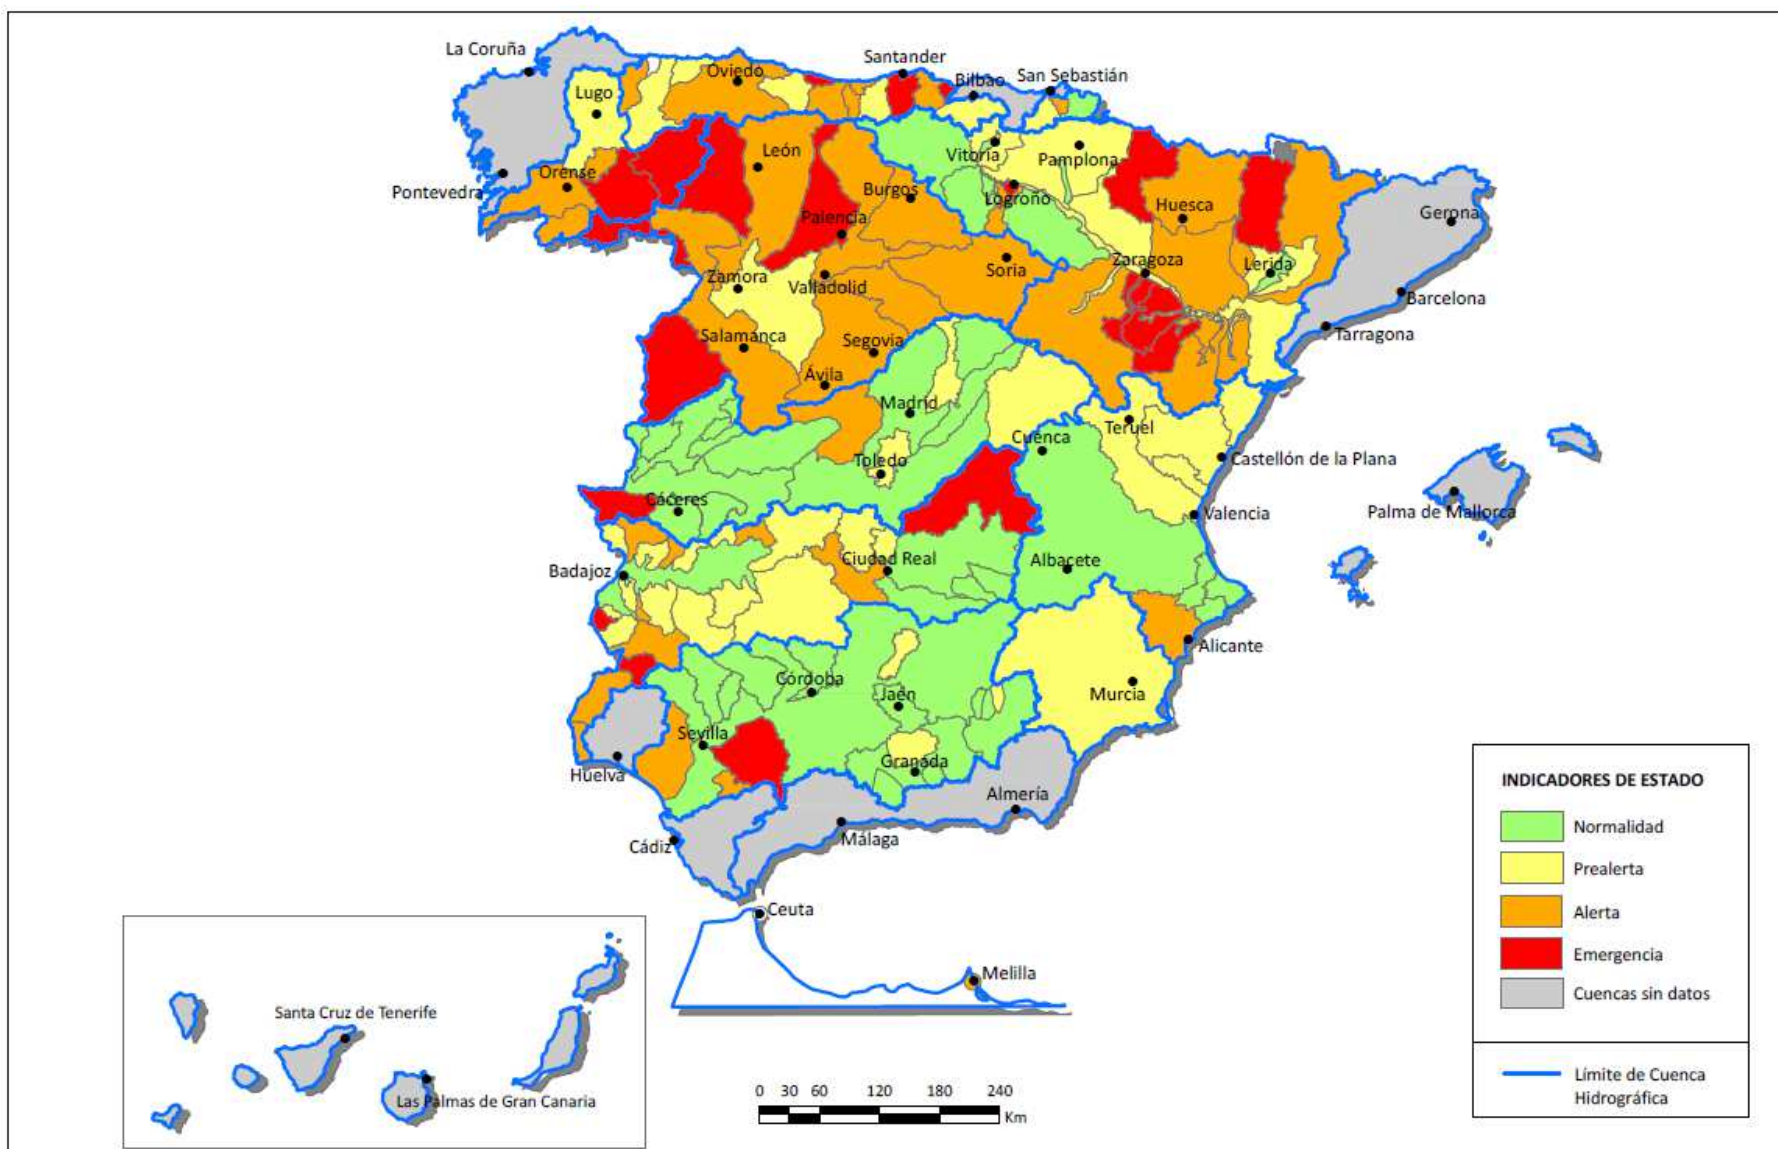 La Coruña
Santander
Oviedo
Bilbao
San Sebastián
Lugo
León
Vitoria
Pamplona
Orense
Pontevedra
Burgos
Logroño
Huesca
Gerona
Palencia
Zamora
Valladolid
Soria
Zaragoza
Lerida
Barcelona
Salamanca
Segovia
Tarragona
Ávila
Madrid
Teruel
Cuenca
Toledo
Castellón de la Plana
Cáceres
Valencia
Palma de Mallorca
Badajoz
Ciudad Real
Albacete
Alicante
Córdoba
Jaén
Murcia
Sevilla
Huelva
Granada
Almería
Cádiz
Málaga
Ceuta
Melilla
Santa Cruz de Tenerife
Las Palmas de Gran Canaria
0 30 60 120 180 240
Km
INDICADORES DE ESTADO
Normalidad
Prealerta
Alerta
Emergencia
Cuencas sin datos
Límite de Cuenca
Hidrográfica